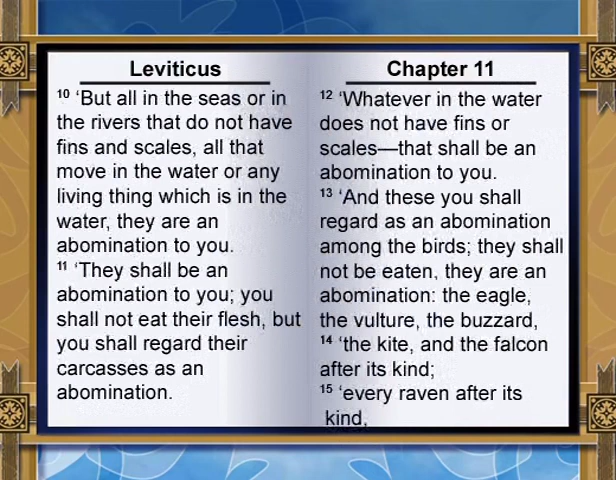 Leviticus
10 ‘But all in the seas or in
the rivers that do not have
fins and scales, all that
move in the water or any
living thing which is in the
water, they are an
abomination to you.
11 ‘They shall be an
abomination to you; you
shall not eat their flesh, but
you shall regard their
carcasses as an
abomination.
Chapter 11
12 ‘Whatever in the water
does not have fins or
scales—that shall be an
abomination to you.
13 ‘And these you shall
regard as an abomination
among the birds; they shall
not be eaten, they are an
abomination: the eagle,
the vulture, the buzzard,
14 ‘the kite, and the falcon
after its kind;
15 ‘every raven after its
kind,